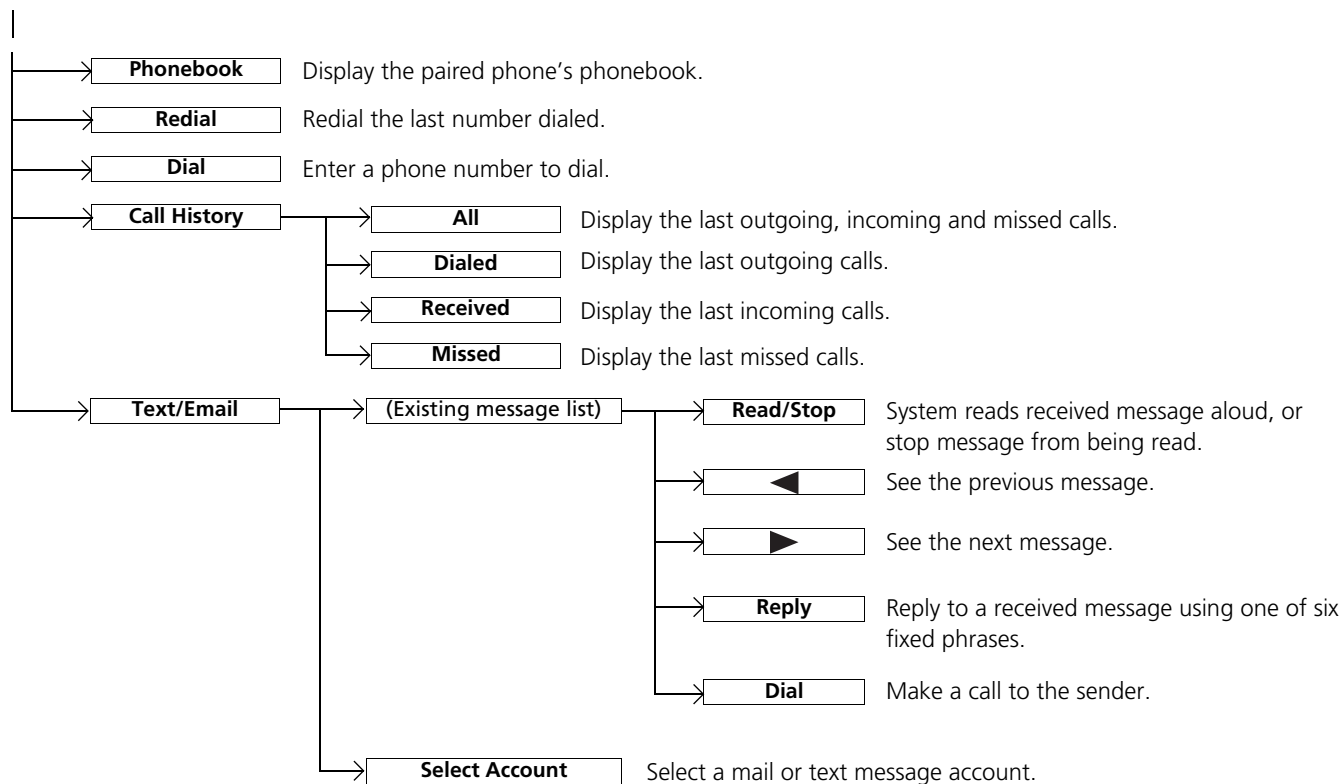 Phonebook Display the paired phone’s phonebook.
Redial Redial the last number dialed.
Dial Enter a phone number to dial.
Call History All Display the last outgoing, incoming and missed calls.
Dialed Display the last outgoing calls.
Received Display the last incoming calls.
Missed Display the last missed calls.
Text/Email (Existing message list) Read/Stop System reads received message aloud, or
stop message from being read.
◀ See the previous message.
▶ See the next message.
Reply Reply to a received message using one of six
fixed phrases.
Dial Make a call to the sender.
Select Account Select a mail or text message account.